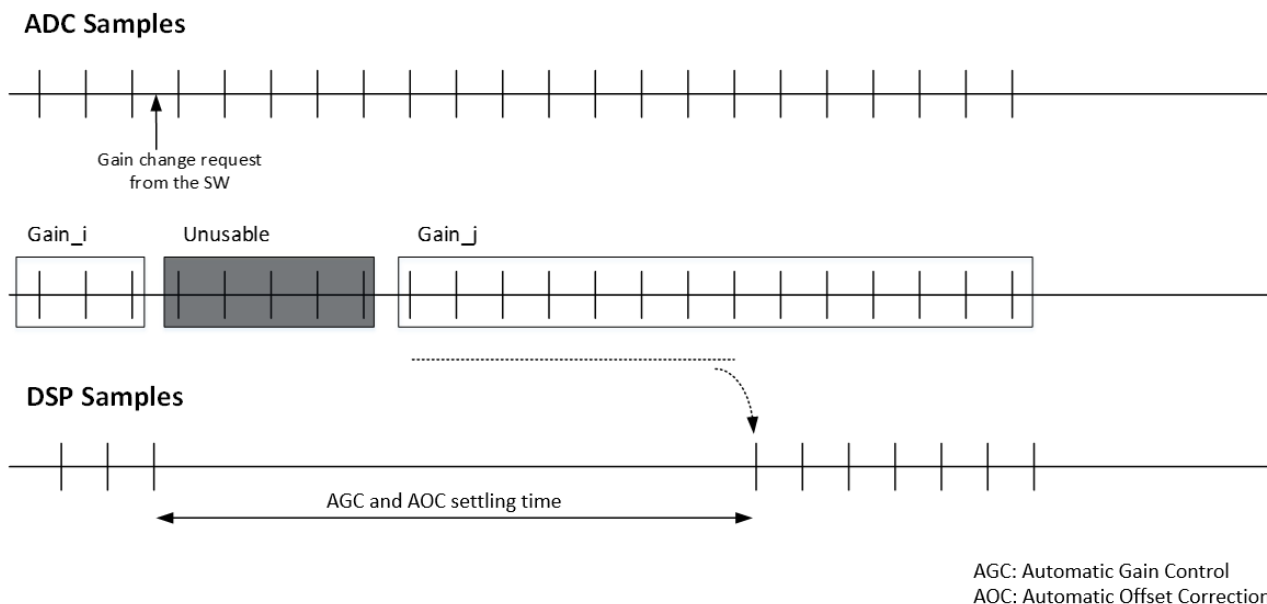 ADC Samples
Gain change request
from the SW
Gain_i
Unusable
Gain_j
DSP Samples
AGC and AOC settling time
AGC: Automatic Gain Control
AOC: Automatic Offset Correction